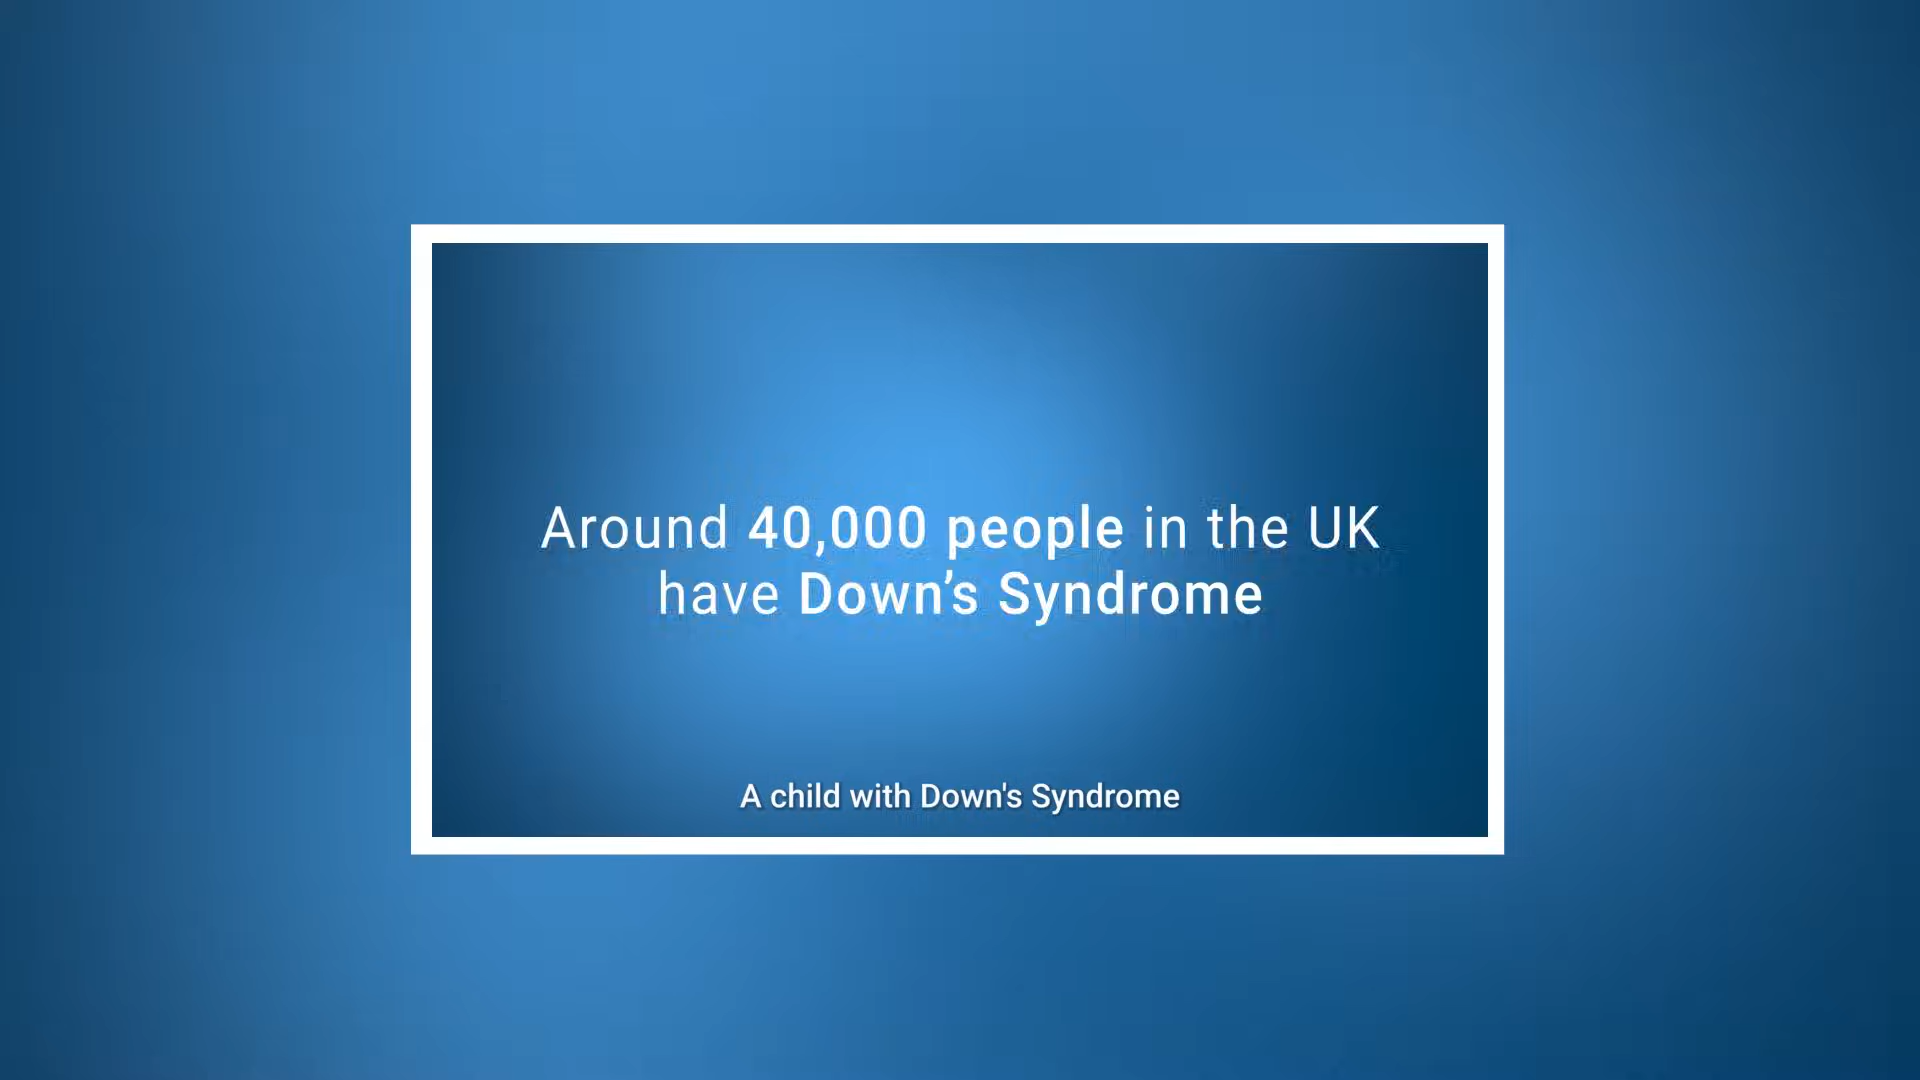 Around 40,000 people in the UK
have Down’s Syndrome
A child with Down's Syndrome